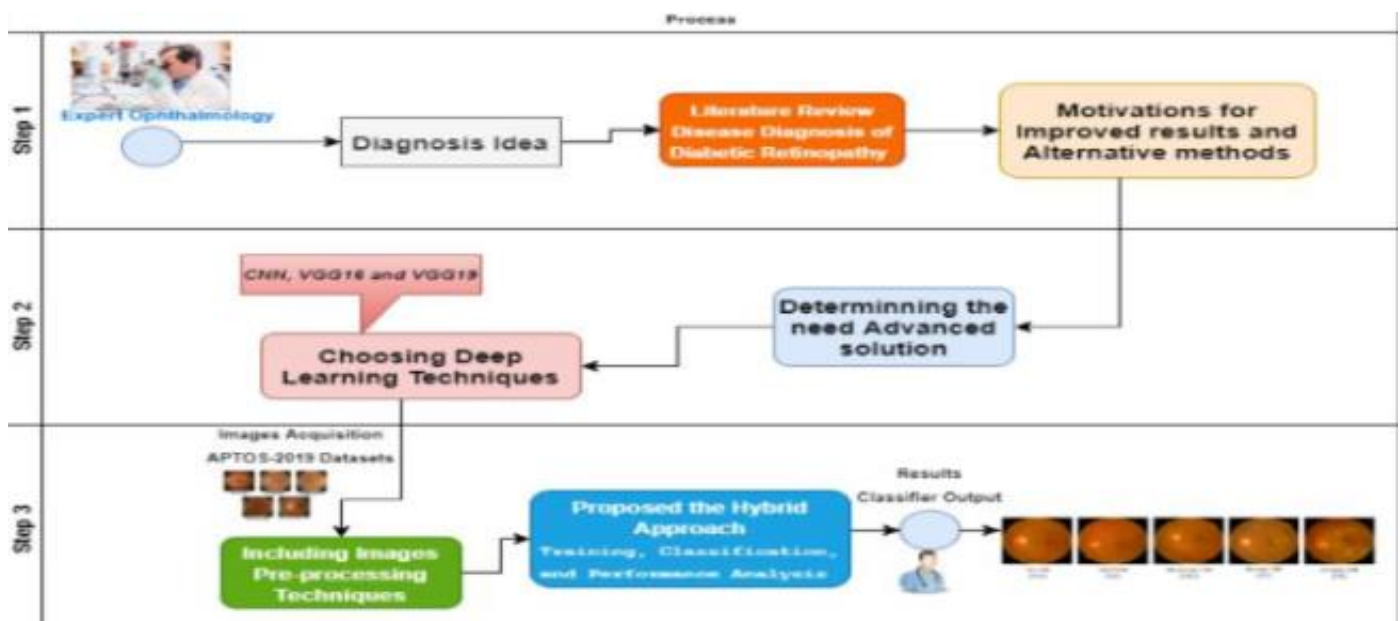 Process
Step 1
Expert Ophthalmology
Diagnosis Idea
Literature Review
Disease Diagnosis of
Diabetic Retinopathy
Motivations for
Improved results and
Alternative methods
Step 2
CNN, VGG16 and VGG19
Choosing Deep
Learning Techniques
Determinning the
need Advanced
solution
Step 3
Images Acquisition
APTOS-2019 Datasets
Including Images
Pre-processing
Techniques
Proposed the Hybrid
Approach
Training, Classification,
and Performance Analysis
Results
Classifier Output